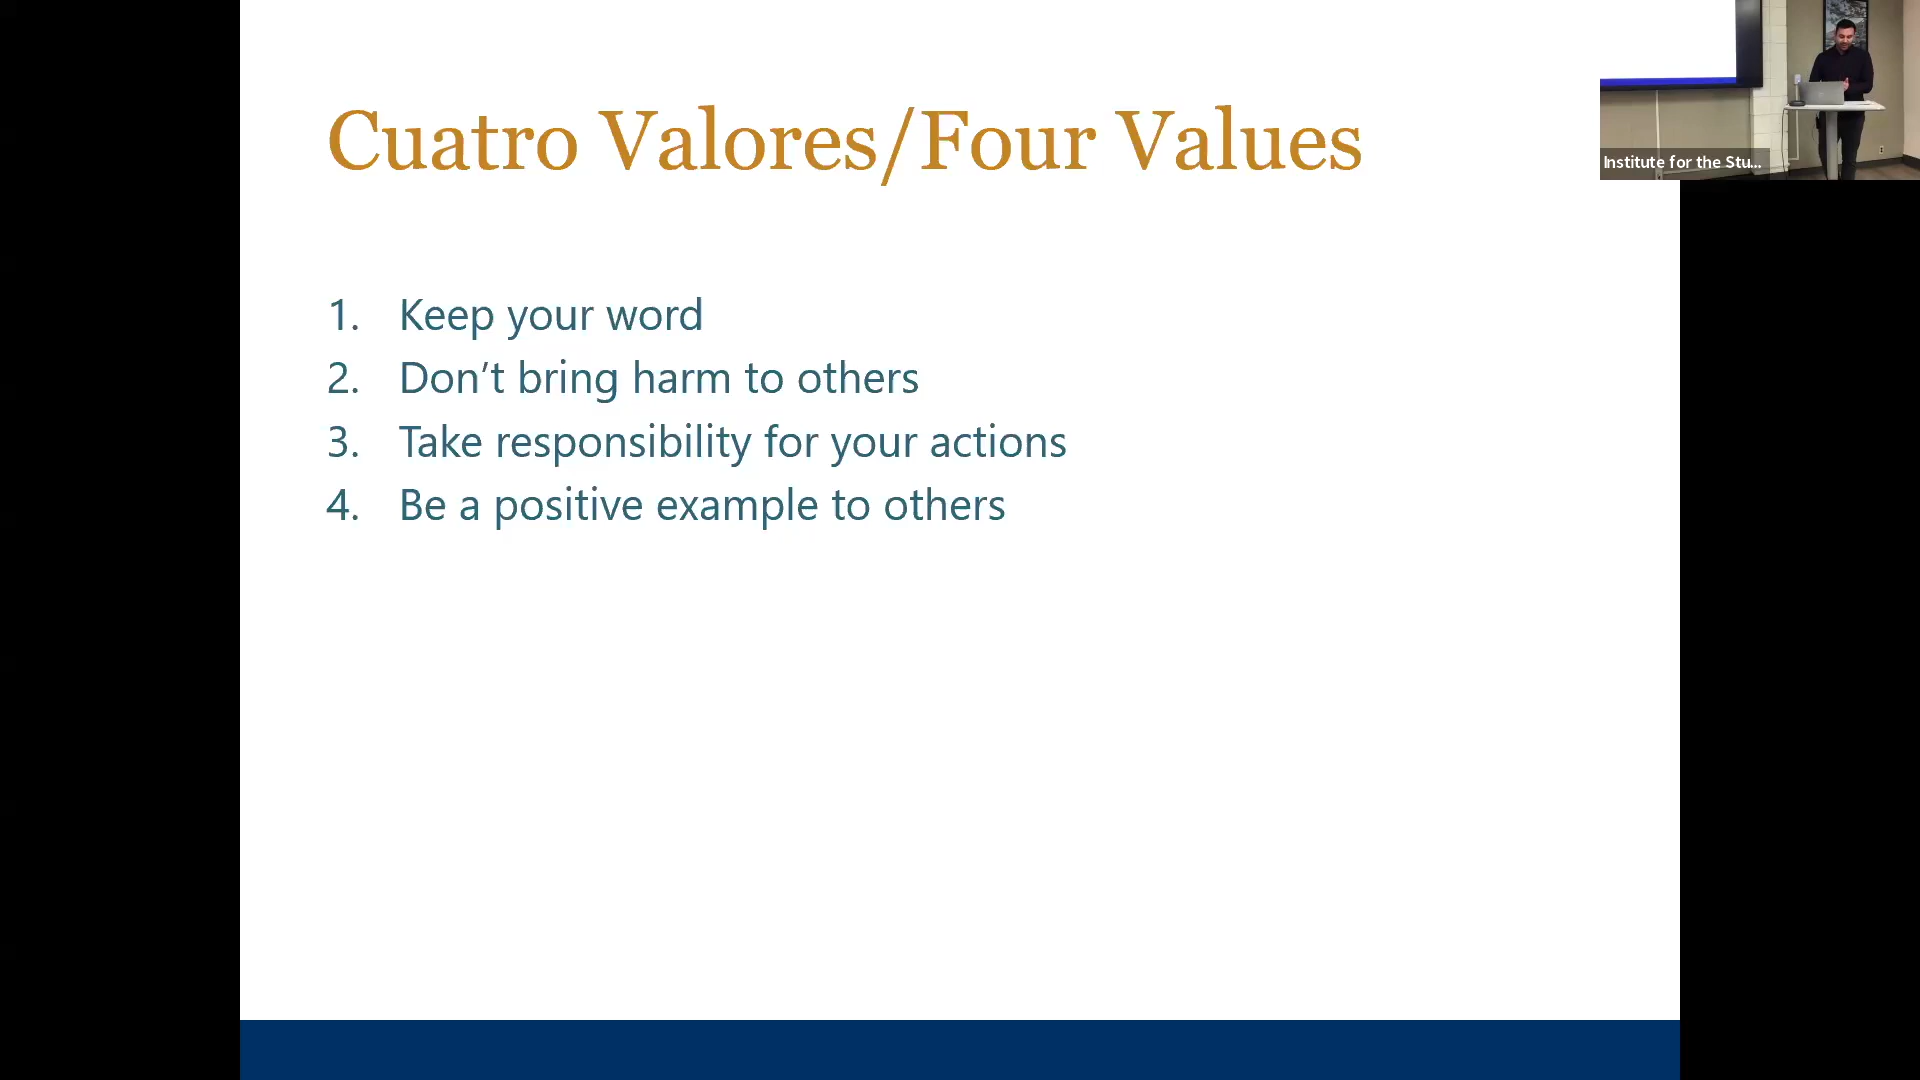 Cuatro Valores/Four Values
Institute for the Stu...
1. Keep your word
2. Don’t bring harm to others
3. Take responsibility for your actions
4. Be a positive example to others